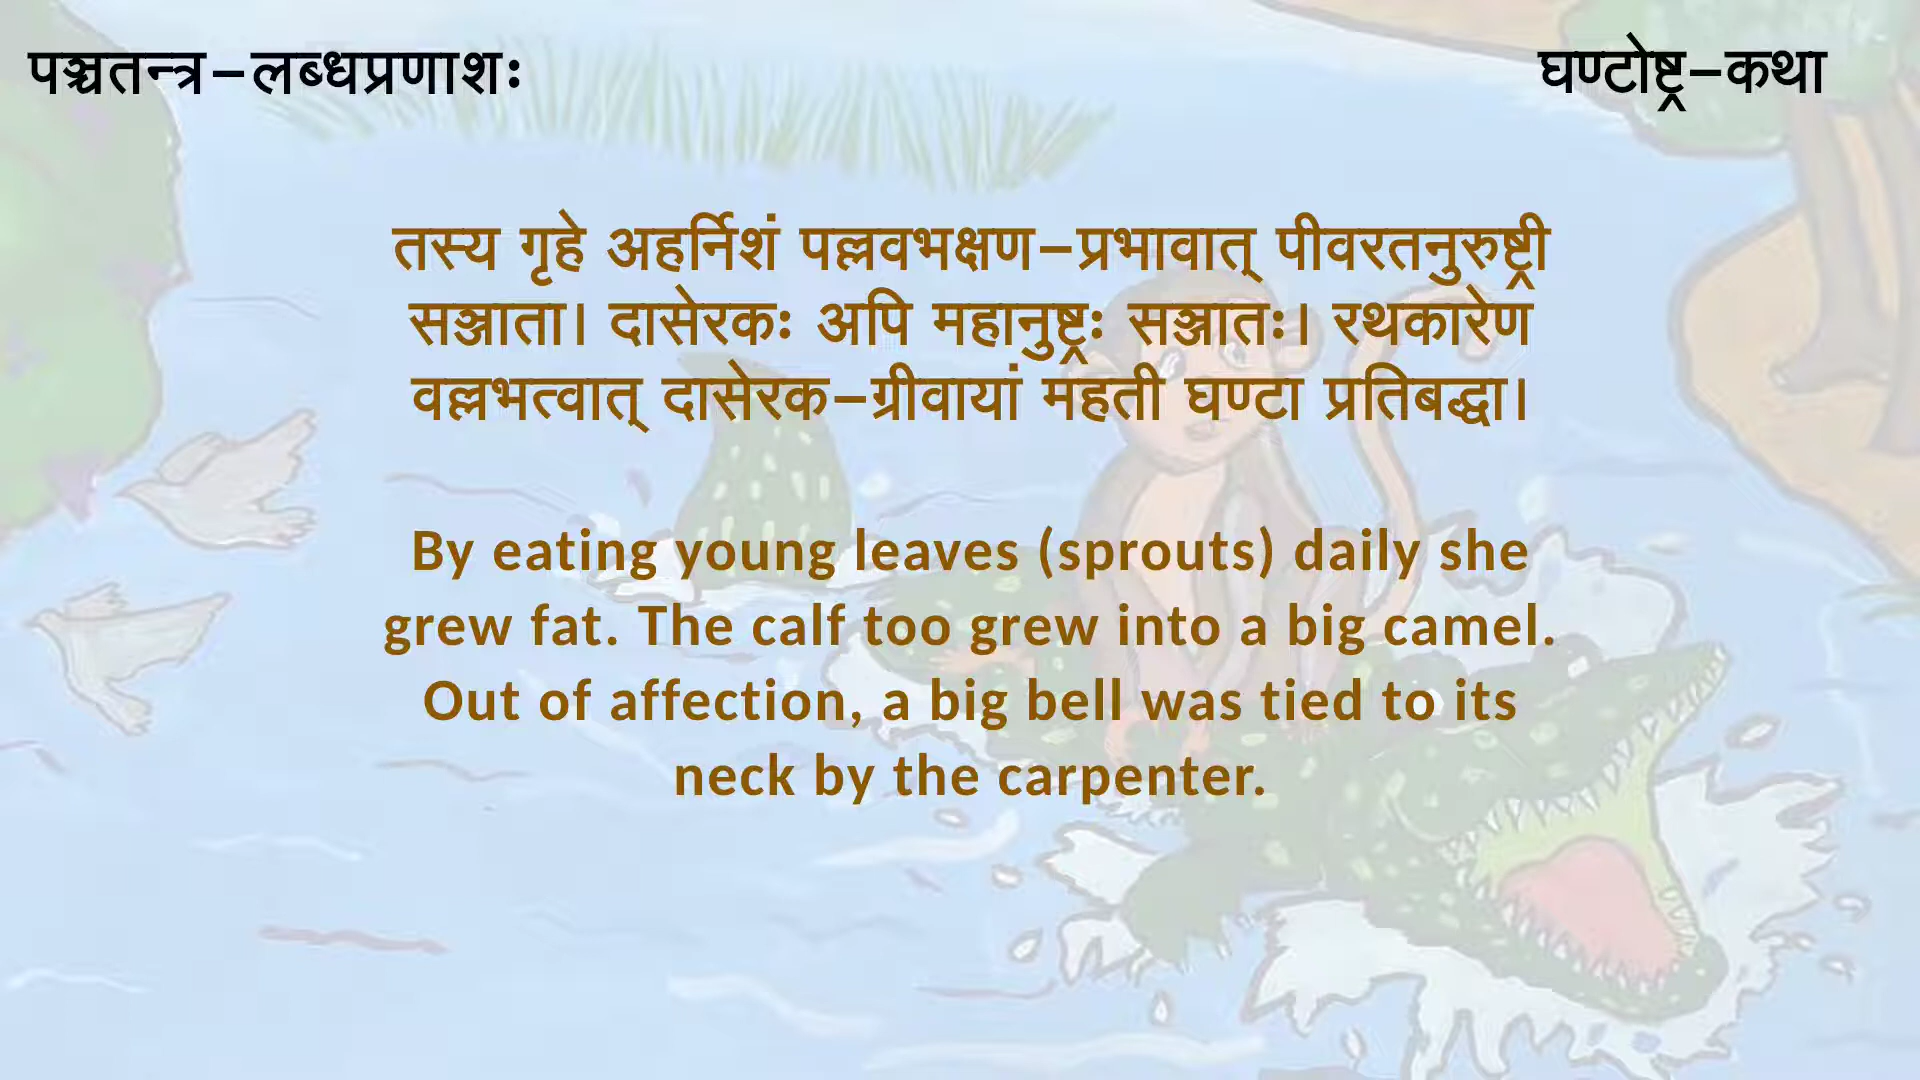 पञ्चतन्त्र–लब्धप्रणाशः
घण्टोष्ट्र–कथा
तस्य गृहे अहर्निशं पल्लवभक्षण–प्रभावात् पीवरतनुरुष्ट्री
सञ्जाता। दासेरकः अपि महानुष्ट्रः सञ्जातः। रथकारेण
वल्लभत्वात् दासेरक–ग्रीवायां महती घण्टा प्रतिबद्धा।
By eating young leaves (sprouts) daily she
grew fat. The calf too grew into a big camel.
Out of affection, a big bell was tied to its
neck by the carpenter.